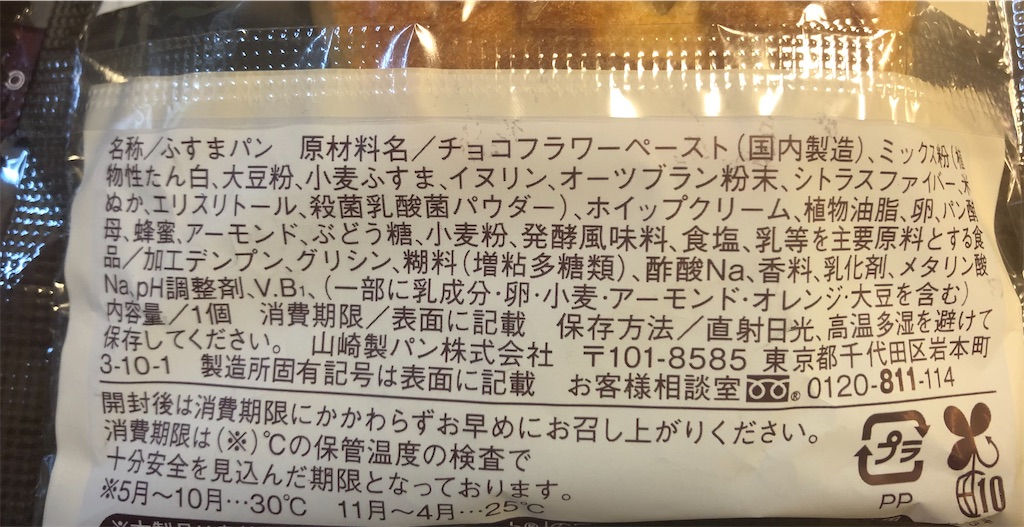 名称／ふすまパン　原材料名／チョコフラワーペースト（国内製造）、ミックス粉（植
物性たん白、大豆粉、小麦ふすま、イヌリン、オーツブラン粉末、シトラスファイバー、米
ぬか、エリスリトール、殺菌乳酸菌パウダー）、ホイップクリーム、植物油脂、卵、パン酵
母、蜂蜜、アーモンド、ぶどう糖、小麦粉、発酵風味料、食塩、乳等を主要原料とする食
品／加工デンプン、グリシン、糊料（増粘多糖類）、酢酸Na、香料、乳化剤、メタリン酸
Na、pH調整剤、V.B₁、（一部に乳成分・卵・小麦・アーモンド・オレンジ・大豆を含む）
内容量／1個　消費期限／表面に記載　保存方法／直射日光、高温多湿を避けて
保存してください。　山崎製パン株式会社　〒101-8585 東京都千代田区岩本町
3-10-1　製造所固有記号は表面に記載　お客様相談室 ® 0120-811-114
開封後は消費期限にかかわらずお早めにお召し上がりください。
消費期限は（※）℃の保管温度の検査で
十分安全を見込んだ期限となっております。
※5月〜10月…30℃　11月〜4月…25℃
プラ
PP
10